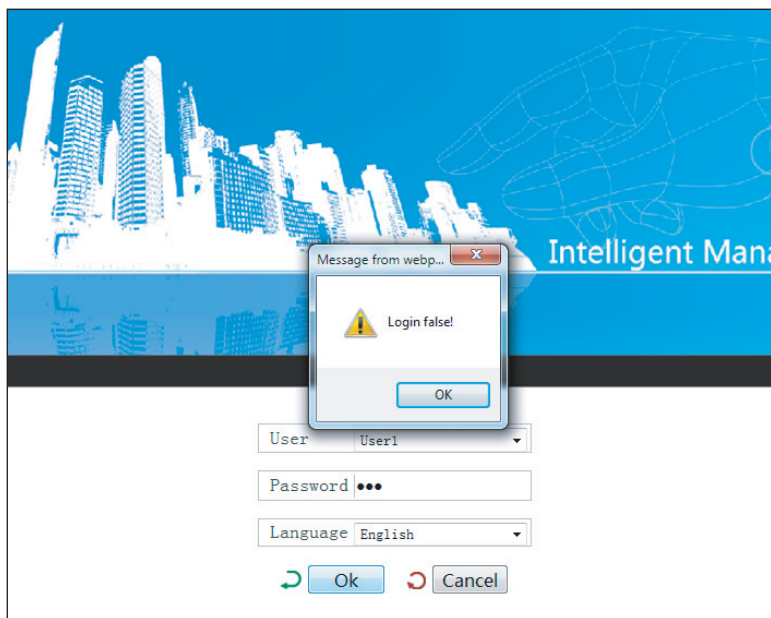 Intelligent Mana
Message from webp...
Login false!
OK
User User1
Password
Language English
Ok Cancel